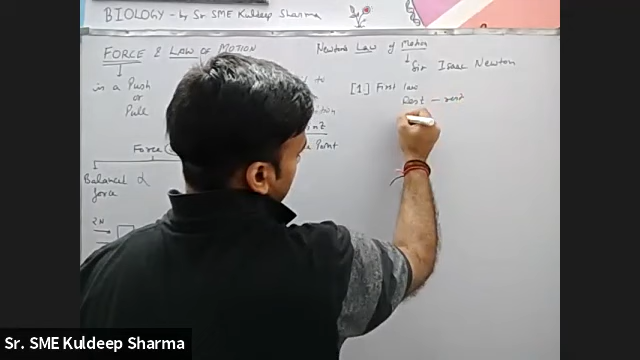 BIOLOGY - by Sr. SME Kuldeep Sharma
FORCE & LAW OF MOTION
is a Push
or
Pull
Force
Balanced
force
2N
Newton's Law of Motion
Sir Isaac Newton
[1.] First law
Rest - rest
Point
Sr. SME Kuldeep Sharma